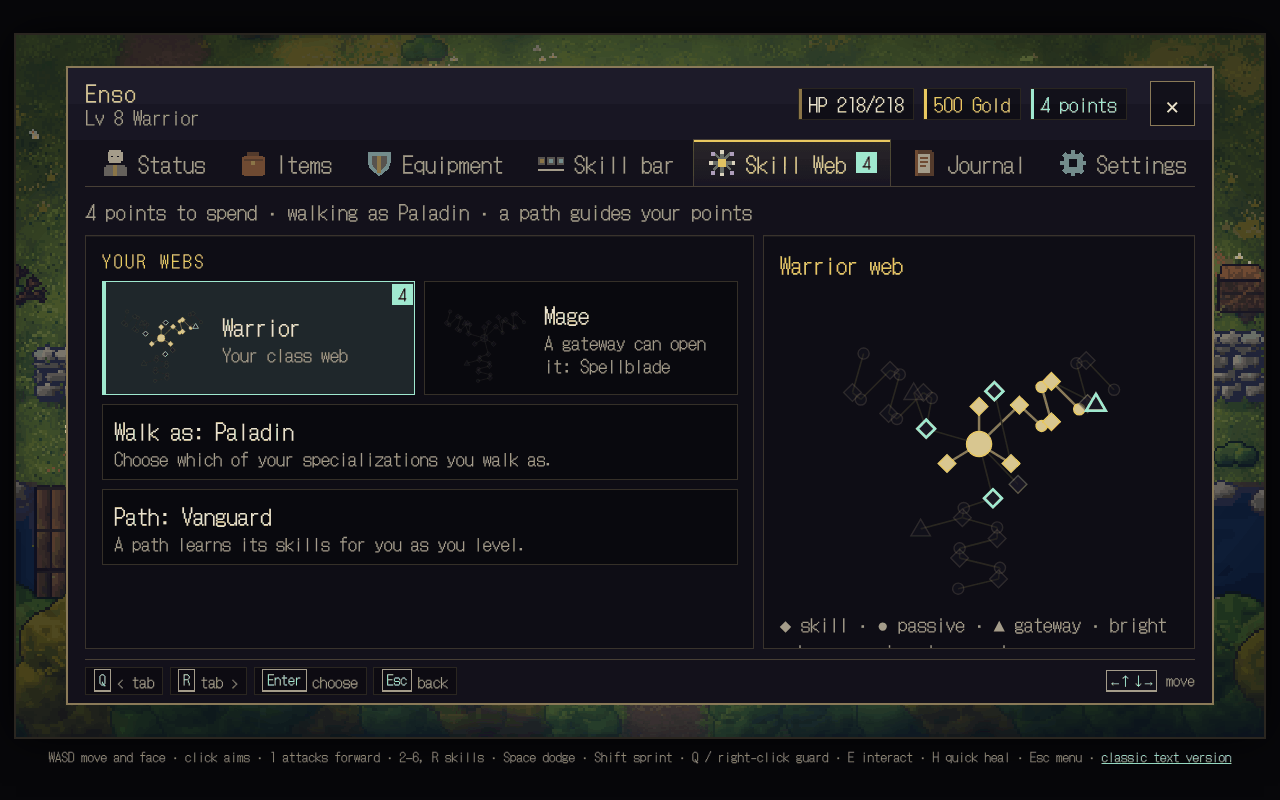 Enso
Lv 8 Warrior
HP 218/218
500 Gold
4 points
×
Status
Items
Equipment
Skill bar
Skill Web 4
Journal
Settings
4 points to spend · walking as Paladin · a path guides your points
YOUR WEBS
4
Warrior
Your class web
Mage
A gateway can open
it: Spellblade
Walk as: Paladin
Choose which of your specializations you walk as.
Path: Vanguard
A path learns its skills for you as you level.
Warrior web
◆ skill · ● passive · ▲ gateway · bright
Q < tab
R tab >
Enter choose
Esc back
←↑↓→ move
WASD move and face · click aims · 1 attacks forward · 2–6, R skills · Space dodge · Shift sprint · Q / right-click guard · E interact · H quick heal · Esc menu · classic text version